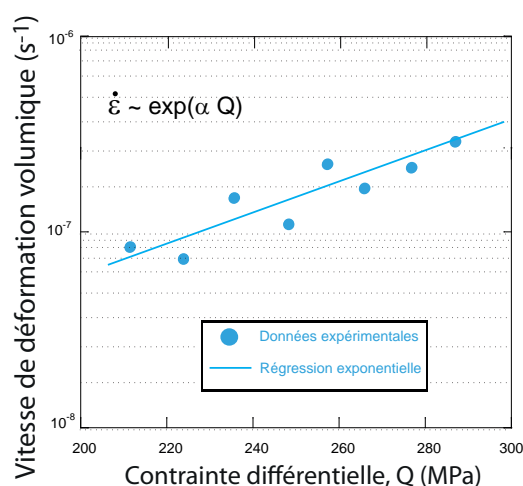 Vitesse de déformation volumique (s⁻¹)
10⁻⁶
10⁻⁷
10⁻⁸
ε̇ ~ exp(α Q)
Données expérimentales
Régression exponentielle
200 220 240 260 280 300
Contrainte différentielle, Q (MPa)